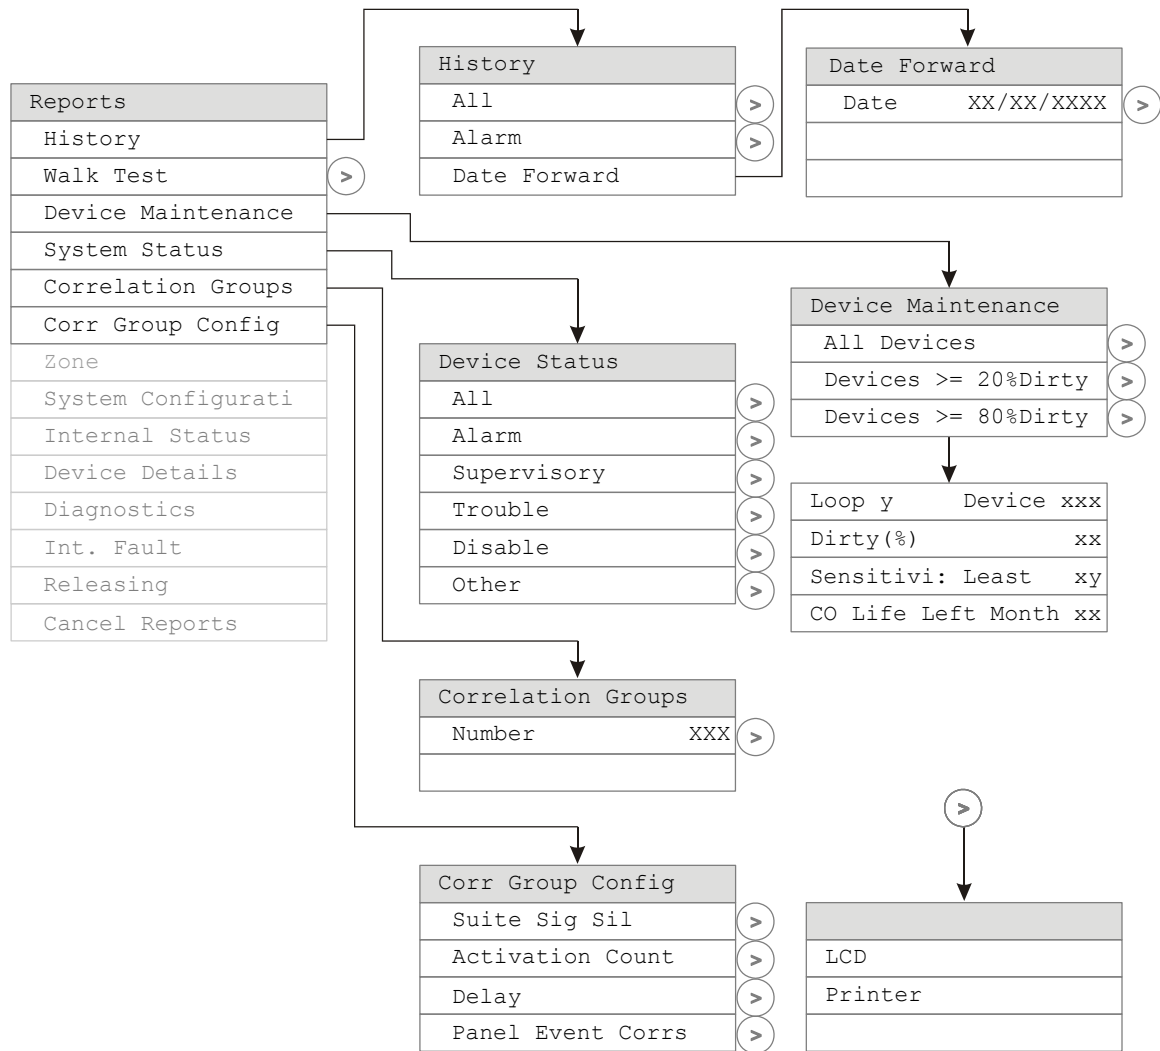 Reports
History
Walk Test
>
Device Maintenance
System Status
Correlation Groups
Corr Group Config
Zone
System Configurati
Internal Status
Device Details
Diagnostics
Int. Fault
Releasing
Cancel Reports
History
All
>
Alarm
>
Date Forward
Date Forward
Date XX/XX/XXXX
>
Device Maintenance
All Devices
>
Devices >= 20%Dirty
>
Devices >= 80%Dirty
>
Loop y Device xxx
Dirty(%) xx
Sensitivi: Least xy
CO Life Left Month xx
Device Status
All
>
Alarm
>
Supervisory
>
Trouble
>
Disable
>
Other
>
Correlation Groups
Number XXX
>
Corr Group Config
Suite Sig Sil
>
Activation Count
>
Delay
>
Panel Event Corrs
>
>
LCD
Printer